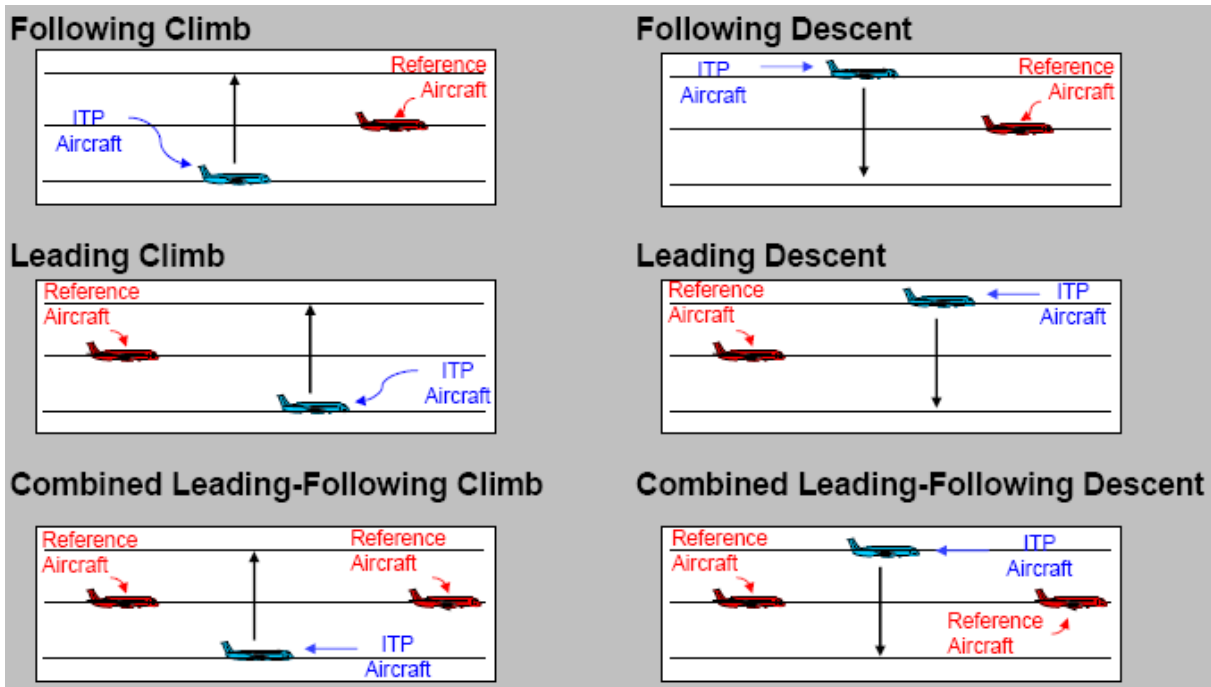 Following Climb
Reference
Aircraft
ITP
Aircraft
Following Descent
ITP
Aircraft
Reference
Aircraft
Leading Climb
Reference
Aircraft
ITP
Aircraft
Leading Descent
Reference
Aircraft
ITP
Aircraft
Combined Leading-Following Climb
Reference
Aircraft
Reference
Aircraft
ITP
Aircraft
Combined Leading-Following Descent
Reference
Aircraft
ITP
Aircraft
Reference
Aircraft